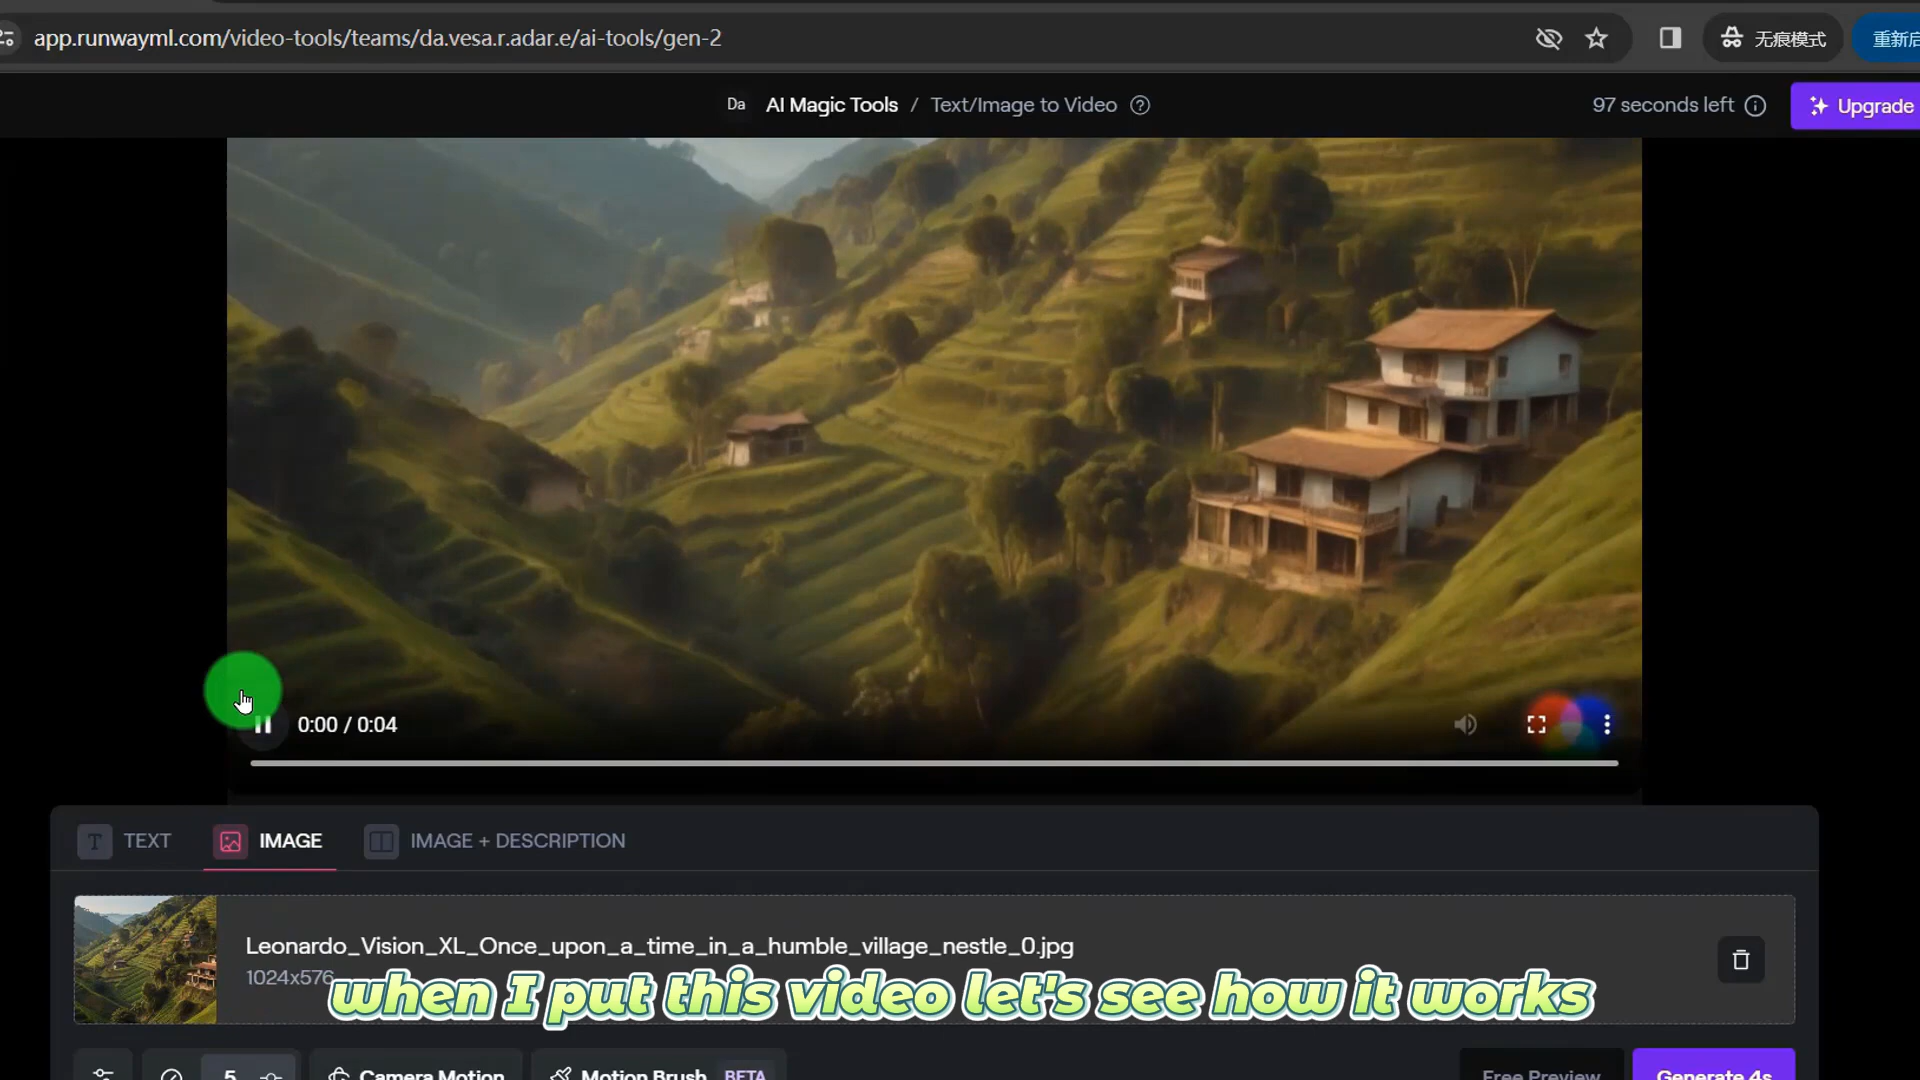 app.runwayml.com/video-tools/teams/da.vesa.r.adar.e/ai-tools/gen-2
无痕模式
重新启
Da AI Magic Tools / Text/Image to Video
97 seconds left
Upgrade
0:00 / 0:04
TEXT
IMAGE
IMAGE + DESCRIPTION
Leonardo_Vision_XL_Once_upon_a_time_in_a_humble_village_nestle_0.jpg
1024x576
when I put this video let's see how it works
5
Camera Motion
Motion Brush BETA
Free Preview
Generate 4s